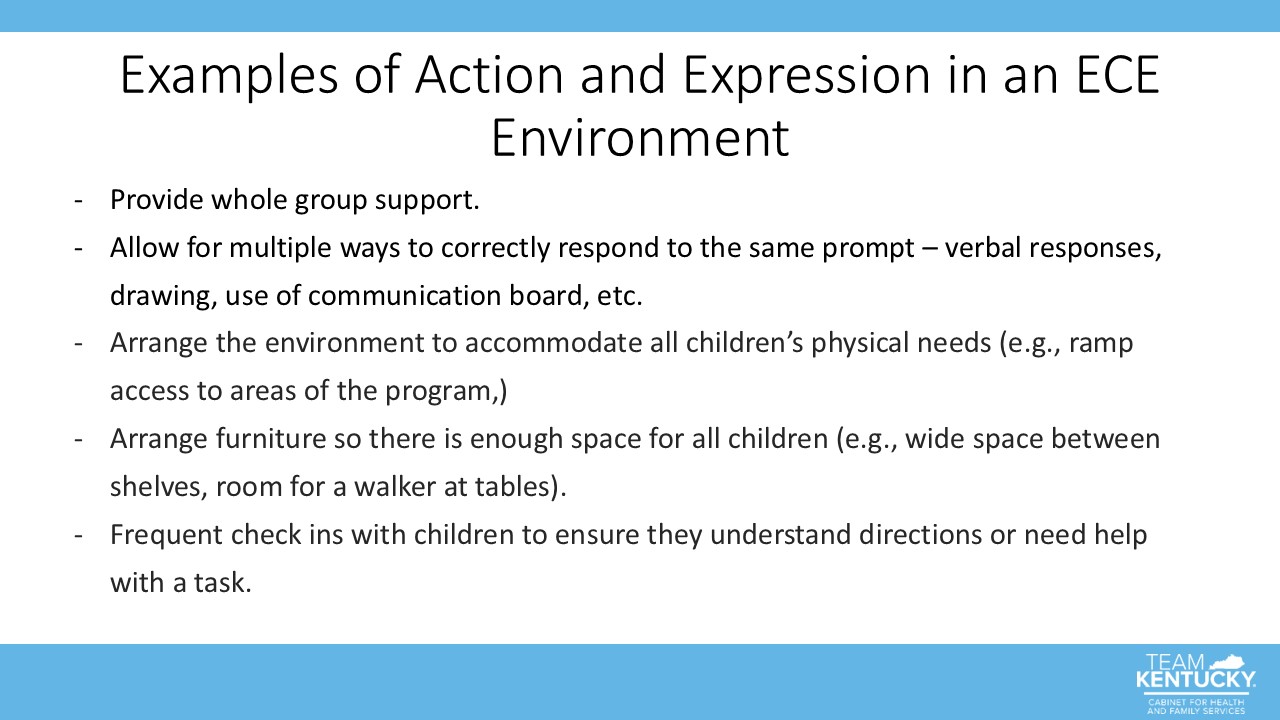 Examples of Action and Expression in an ECE
Environment
- Provide whole group support.
- Allow for multiple ways to correctly respond to the same prompt – verbal responses,
drawing, use of communication board, etc.
- Arrange the environment to accommodate all children’s physical needs (e.g., ramp
access to areas of the program,)
- Arrange furniture so there is enough space for all children (e.g., wide space between
shelves, room for a walker at tables).
- Frequent check ins with children to ensure they understand directions or need help
with a task.
TEAM
KENTUCKY.
CABINET FOR HEALTH
AND FAMILY SERVICES